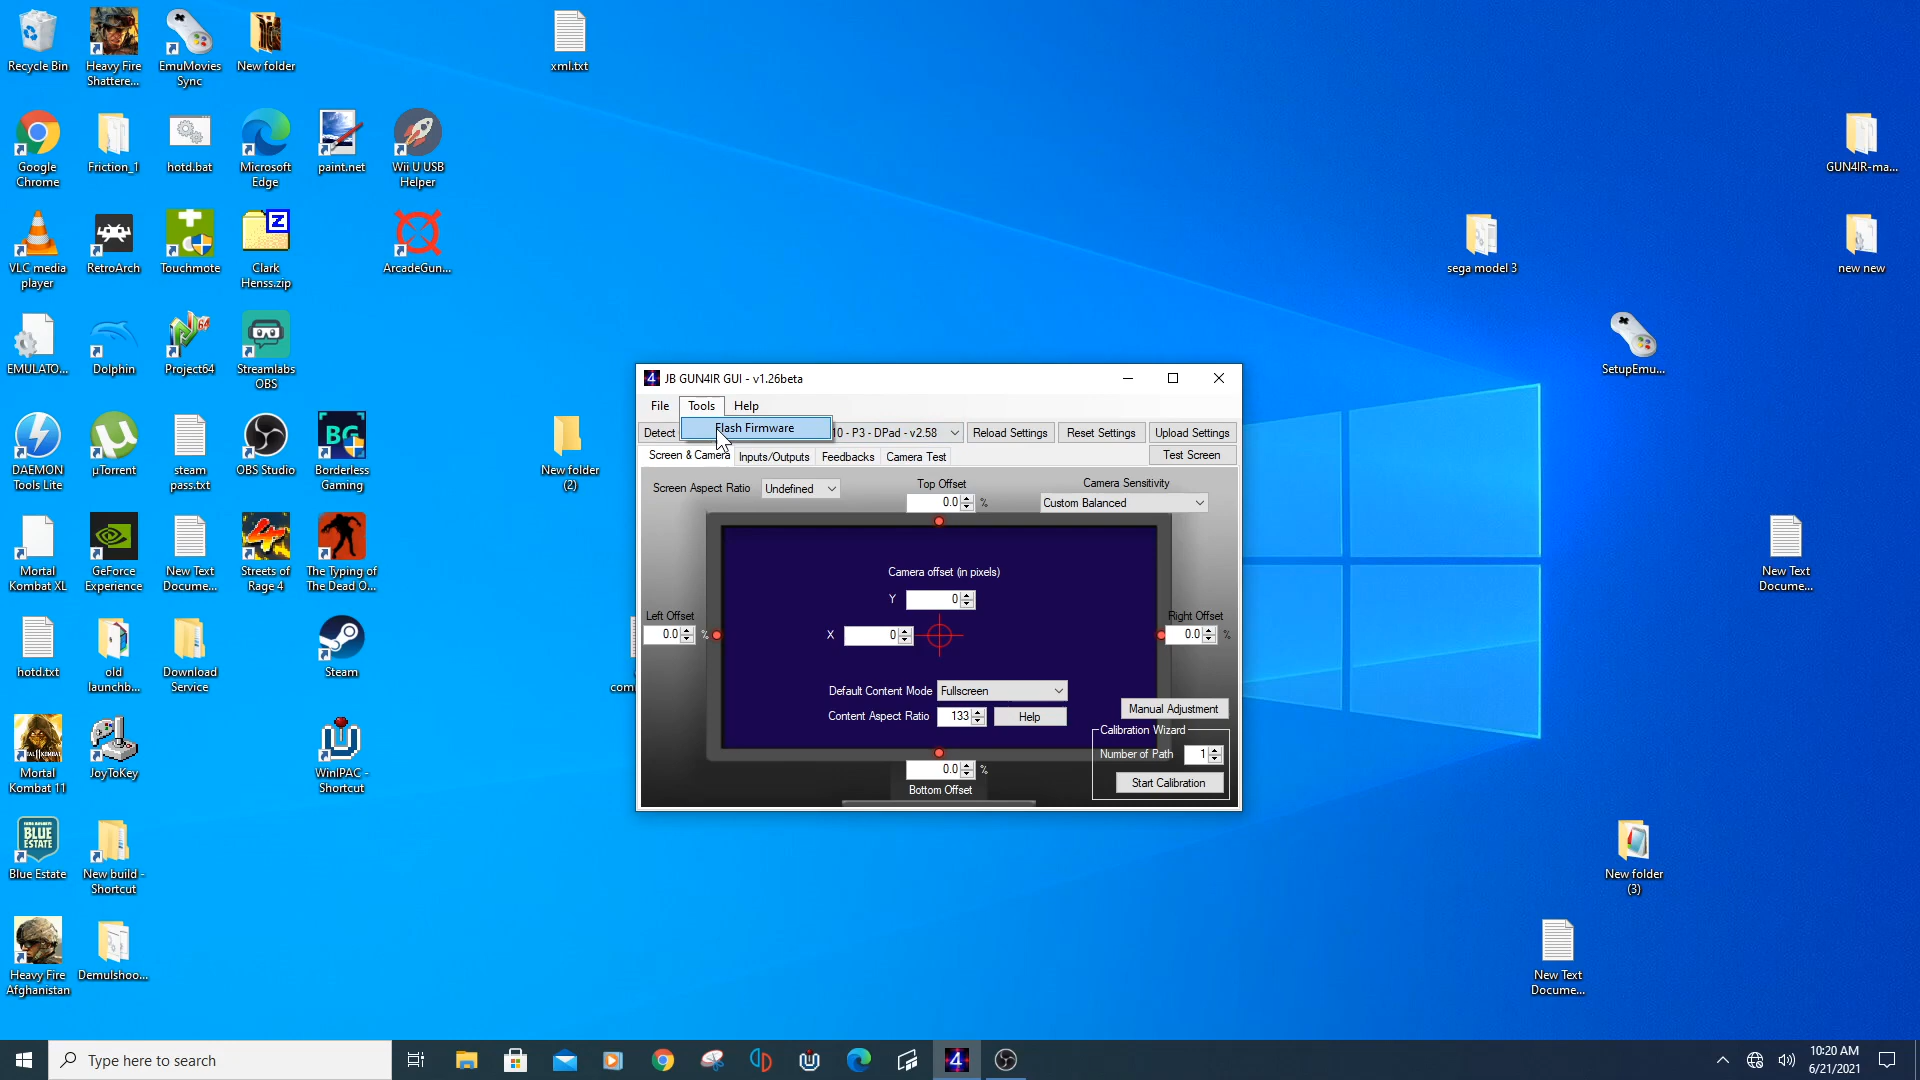 Recycle Bin
Heavy Fire
Shattere...
EmuMovies
Sync
New folder
xml.txt
Google
Chrome
Friction_1
hotd.bat
Microsoft
Edge
paint.net
Wii U USB
Helper
GUN4IR-ma...
VLC media
player
RetroArch
Touchmote
Clark
Henss.zip
ArcadeGun...
sega model 3
new new
EMULATO...
Dolphin
Project64
Streamlabs
OBS
SetupEmu...
DAEMON
Tools Lite
µTorrent
steam
pass.txt
OBS Studio
Borderless
Gaming
New folder
(2)
Mortal
Kombat XL
GeForce
Experience
New Text
Docume...
Streets of
Rage 4
The Typing of
The Dead O...
New Text
Docume...
hotd.txt
old
launchb...
Download
Service
Steam
com
Mortal
Kombat 11
JoyToKey
WinIPAC -
Shortcut
Blue Estate
New build -
Shortcut
New folder
(3)
Heavy Fire
Afghanistan
Demulshoo...
New Text
Docume...
JB GUN4IR GUI - v1.26beta
File
Tools
Help
Flash Firmware
Detect
10 - P3 - DPad - v2.58
Reload Settings
Reset Settings
Upload Settings
Screen & Camera
Inputs/Outputs
Feedbacks
Camera Test
Test Screen
Screen Aspect Ratio
Undefined
Top Offset
0.0
%
Camera Sensitivity
Custom Balanced
Camera offset (in pixels)
Y
0
X
0
Left Offset
0.0
%
Right Offset
0.0
%
Default Content Mode
Fullscreen
Content Aspect Ratio
133
Help
Manual Adjustment
Calibration Wizard
Number of Path
1
Start Calibration
0.0
%
Bottom Offset
Type here to search
10:20 AM
6/21/2021